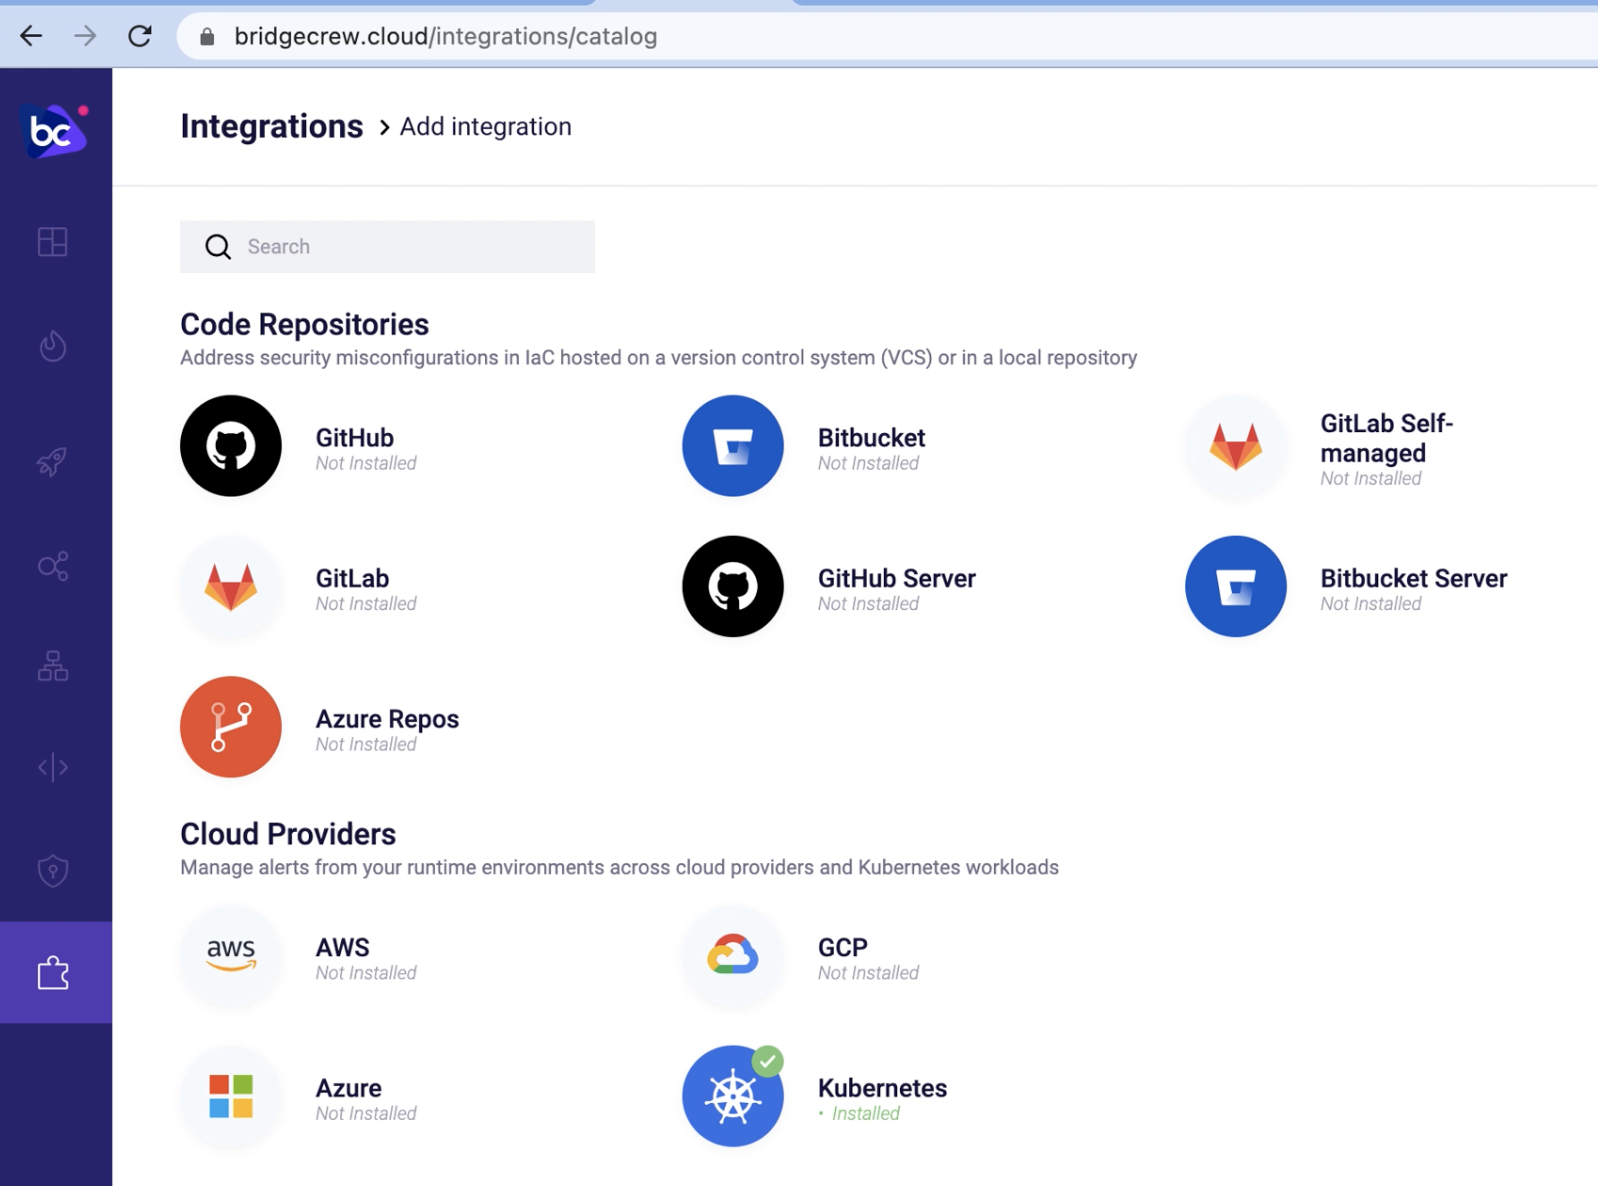 bridgecrew.cloud/integrations/catalog
bc
Integrations > Add integration
Search
Code Repositories
Address security misconfigurations in IaC hosted on a version control system (VCS) or in a local repository
GitHub
Not Installed
Bitbucket
Not Installed
GitLab Self-
managed
Not Installed
GitLab
Not Installed
GitHub Server
Not Installed
Bitbucket Server
Not Installed
Azure Repos
Not Installed
Cloud Providers
Manage alerts from your runtime environments across cloud providers and Kubernetes workloads
aws
AWS
Not Installed
GCP
Not Installed
Azure
Not Installed
Kubernetes
• Installed